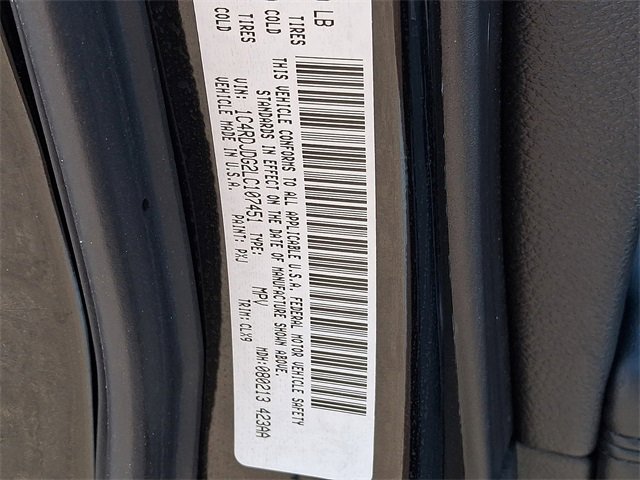 LB
TIRES COLD
TIRES COLD
THIS VEHICLE CONFORMS TO ALL APPLICABLE U.S.A. FEDERAL MOTOR VEHICLE SAFETY
STANDARDS IN EFFECT ON THE DATE OF MANUFACTURE SHOWN ABOVE.
VIN: 1C4RDJDG2LC107451 TYPE: MPV MDH:080213 423AA
VEHICLE MADE IN U.S.A. PAINT: PXJ TRIM: CLX9